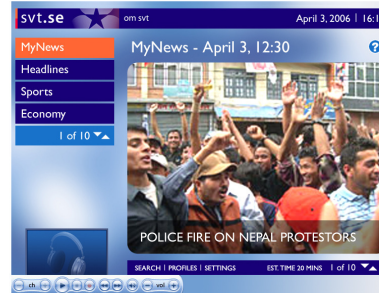 svt.se
om svt
April 3, 2006 | 16:1
MyNews
Headlines
Sports
Economy
1 of 10
MyNews - April 3, 12:30
?
POLICE FIRE ON NEPAL PROTESTORS
SEARCH | PROFILES | SETTINGS
EST. TIME 20 MINS
1 of 10
ch
vol